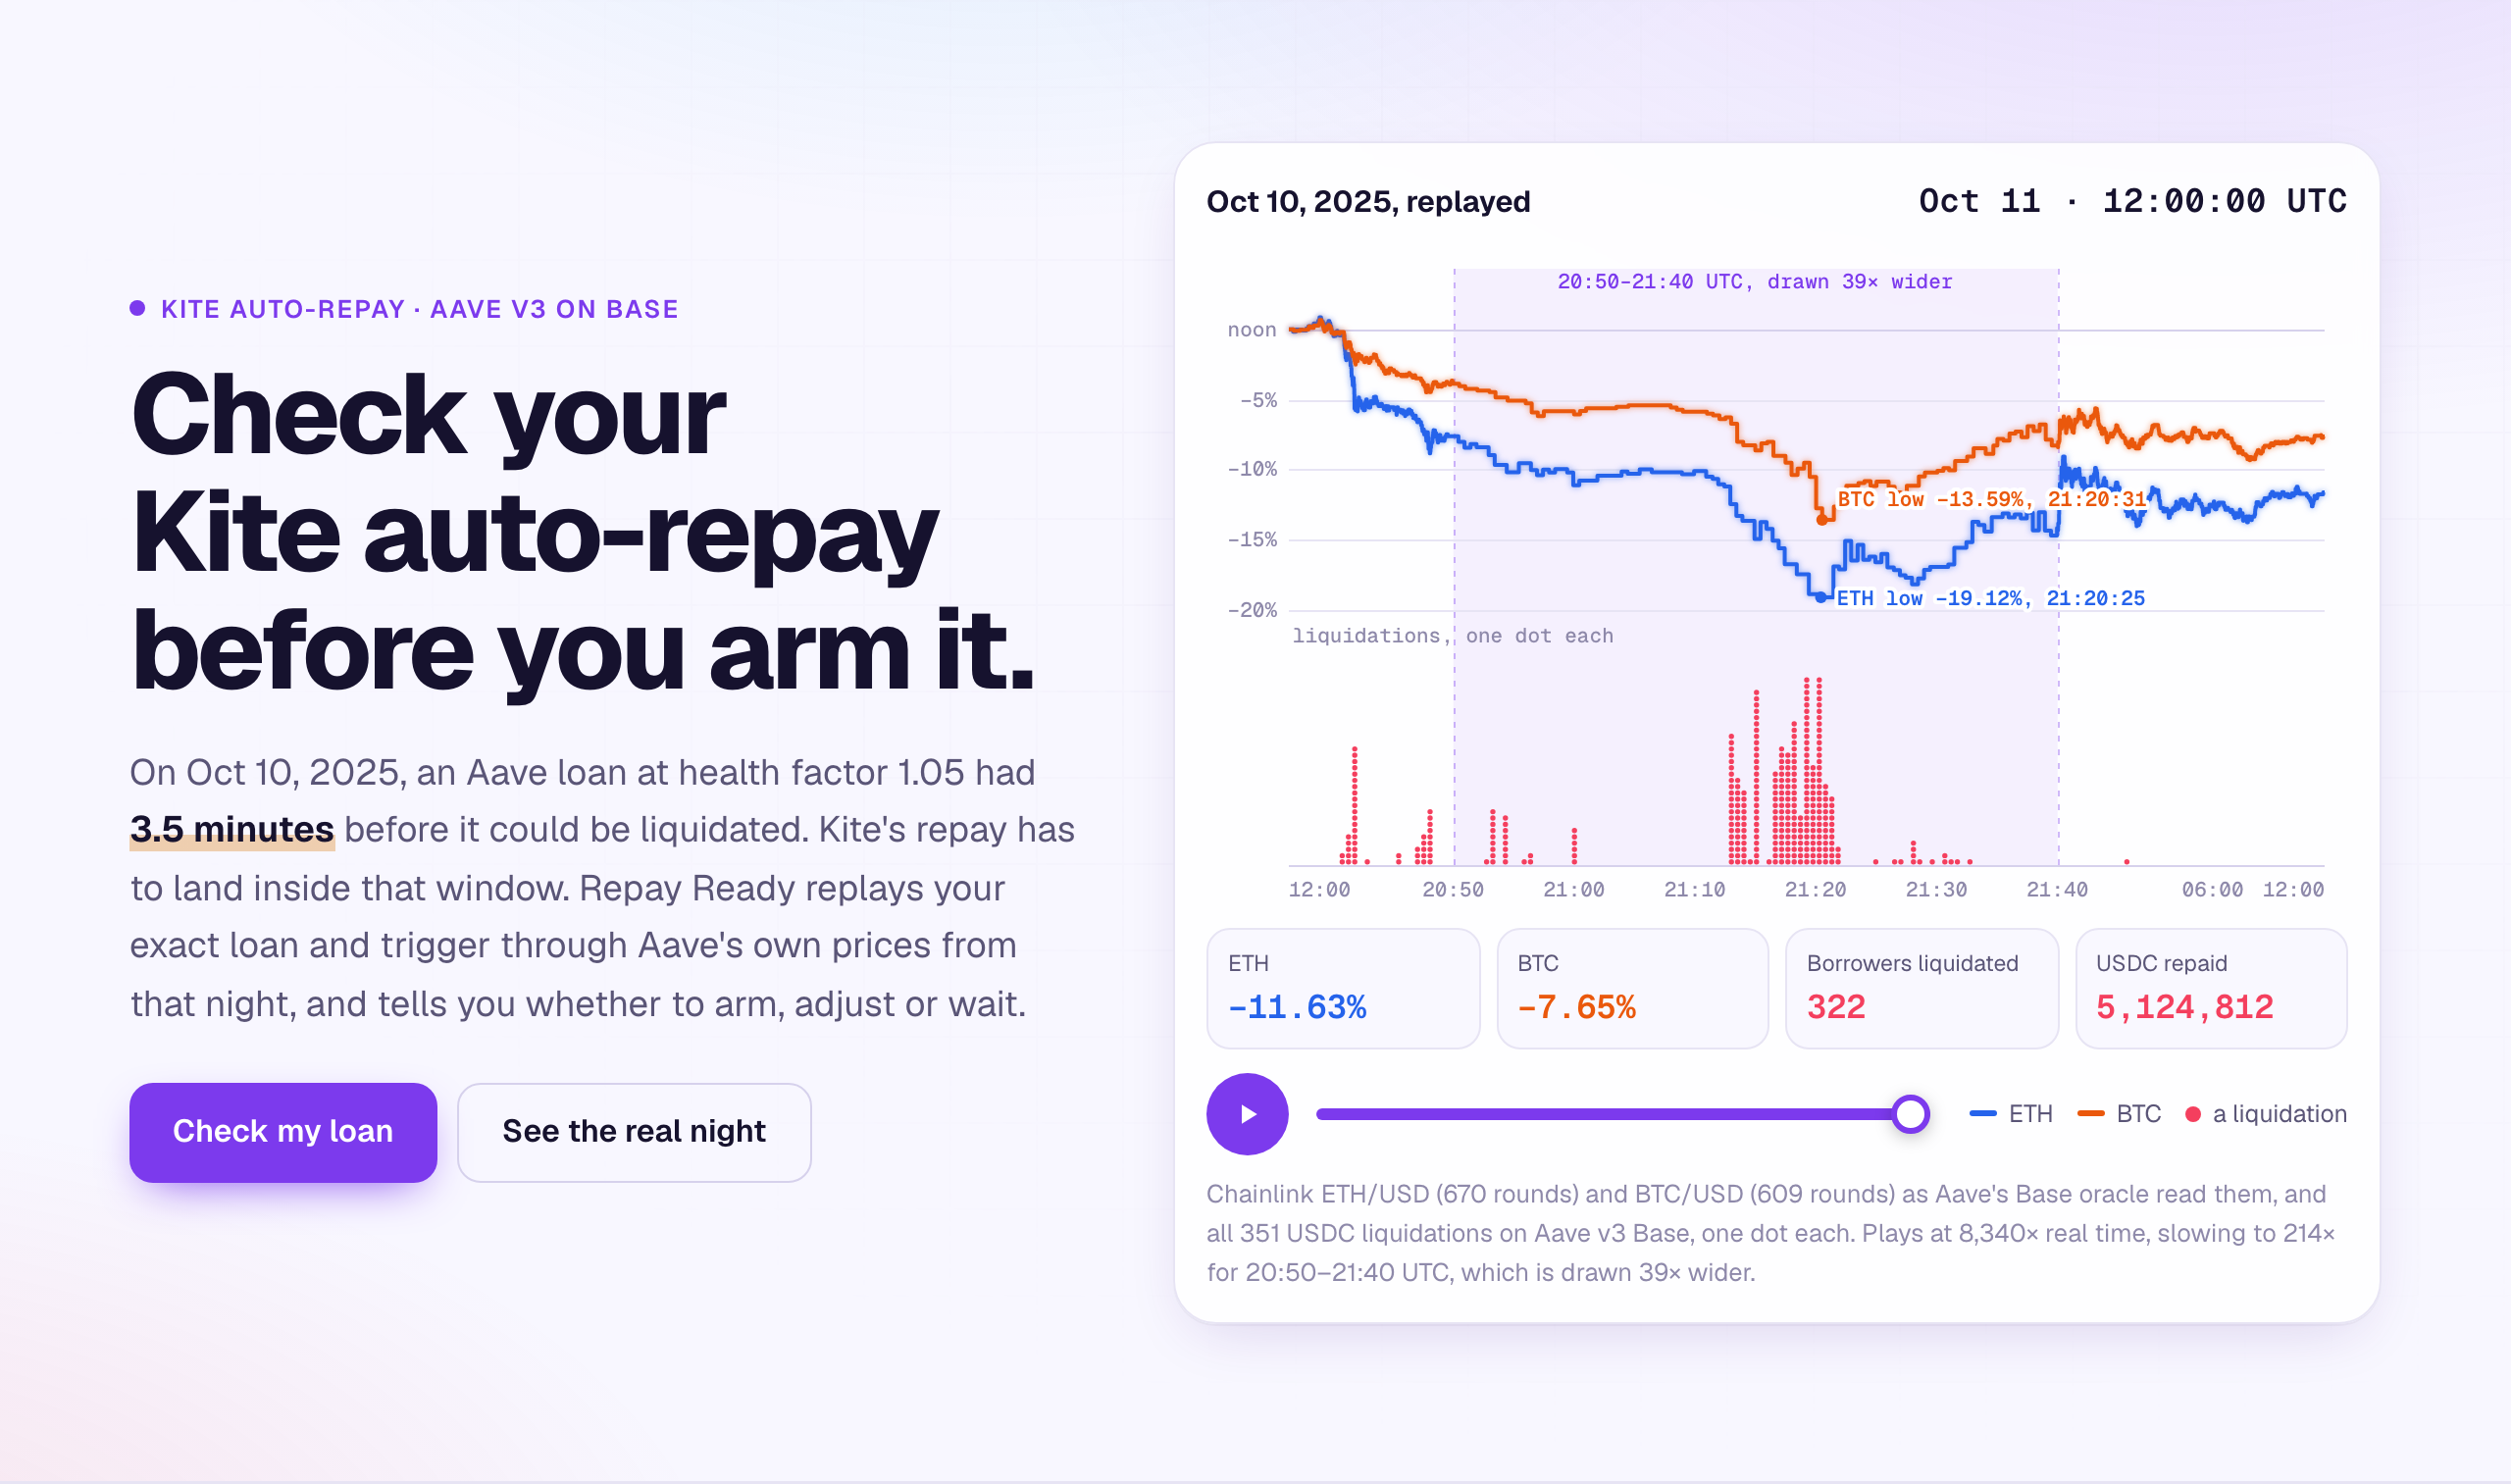 KITE AUTO-REPAY · AAVE V3 ON BASE
Check your
Kite auto-repay
before you arm it.
On Oct 10, 2025, an Aave loan at health factor 1.05 had
3.5 minutes before it could be liquidated. Kite's repay has
to land inside that window. Repay Ready replays your
exact loan and trigger through Aave's own prices from
that night, and tells you whether to arm, adjust or wait.
Check my loan
See the real night
Oct 10, 2025, replayed
Oct 11 · 12:00:00 UTC
20:50–21:40 UTC, drawn 39× wider
noon
−5%
−10%
−15%
−20%
BTC low −13.59%, 21:20:31
ETH low −19.12%, 21:20:25
liquidations, one dot each
12:00 20:50 21:00 21:10 21:20 21:30 21:40 06:00 12:00
ETH
−11.63%
BTC
−7.65%
Borrowers liquidated
322
USDC repaid
5,124,812
ETH BTC a liquidation
Chainlink ETH/USD (670 rounds) and BTC/USD (609 rounds) as Aave's Base oracle read them, and
all 351 USDC liquidations on Aave v3 Base, one dot each. Plays at 8,340× real time, slowing to 214×
for 20:50–21:40 UTC, which is drawn 39× wider.